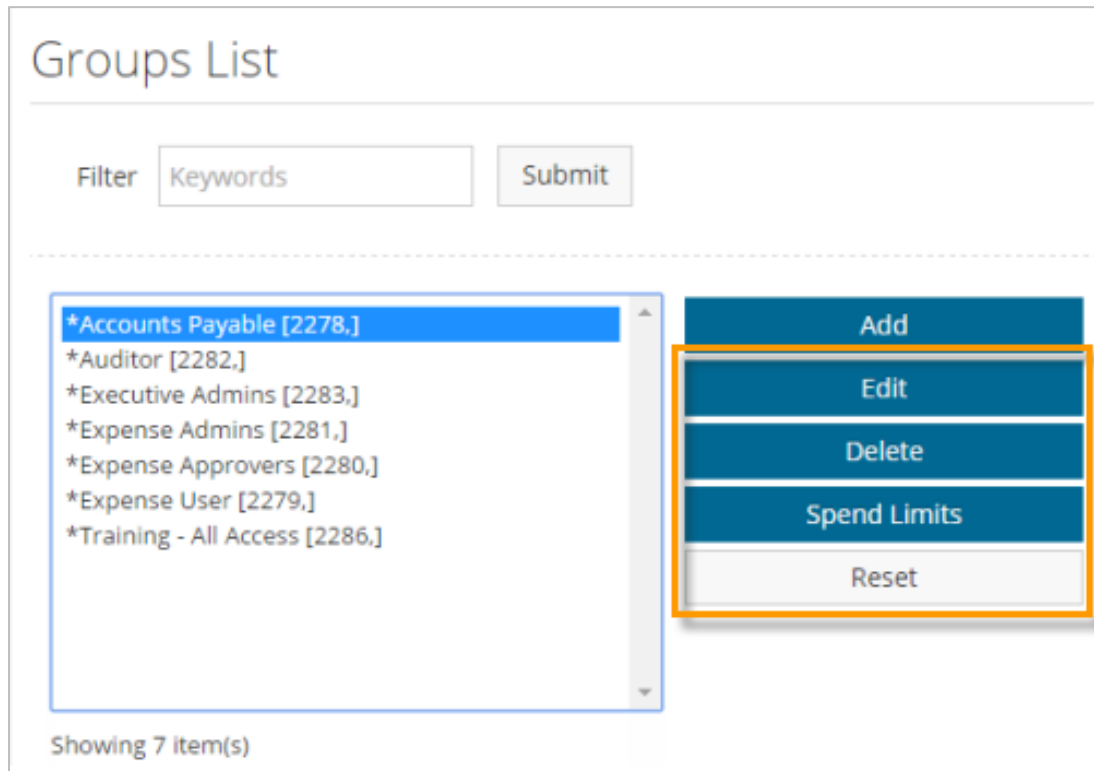 Groups List
Filter Keywords Submit
*Accounts Payable [2278,]
*Auditor [2282,]
*Executive Admins [2283,]
*Expense Admins [2281,]
*Expense Approvers [2280,]
*Expense User [2279,]
*Training - All Access [2286,]
Add
Edit
Delete
Spend Limits
Reset
Showing 7 item(s)